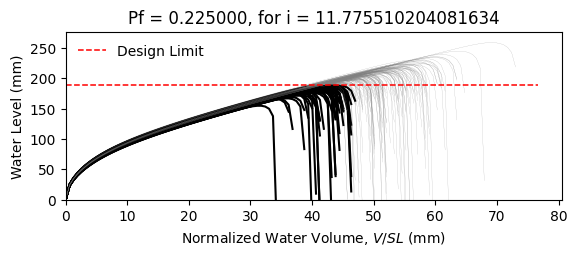 Pf = 0.225000, for i = 11.775510204081634
Water Level (mm)
250
200
150
100
50
0
Design Limit
0 10 20 30 40 50 60 70 80
Normalized Water Volume, V/SL (mm)